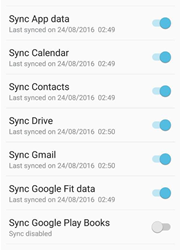 Sync App data
Last synced on 24/08/2016 02:49
Sync Calendar
Last synced on 24/08/2016 02:49
Sync Contacts
Last synced on 24/08/2016 02:49
Sync Drive
Last synced on 24/08/2016 02:50
Sync Gmail
Last synced on 24/08/2016 02:50
Sync Google Fit data
Last synced on 24/08/2016 02:49
Sync Google Play Books
Sync disabled